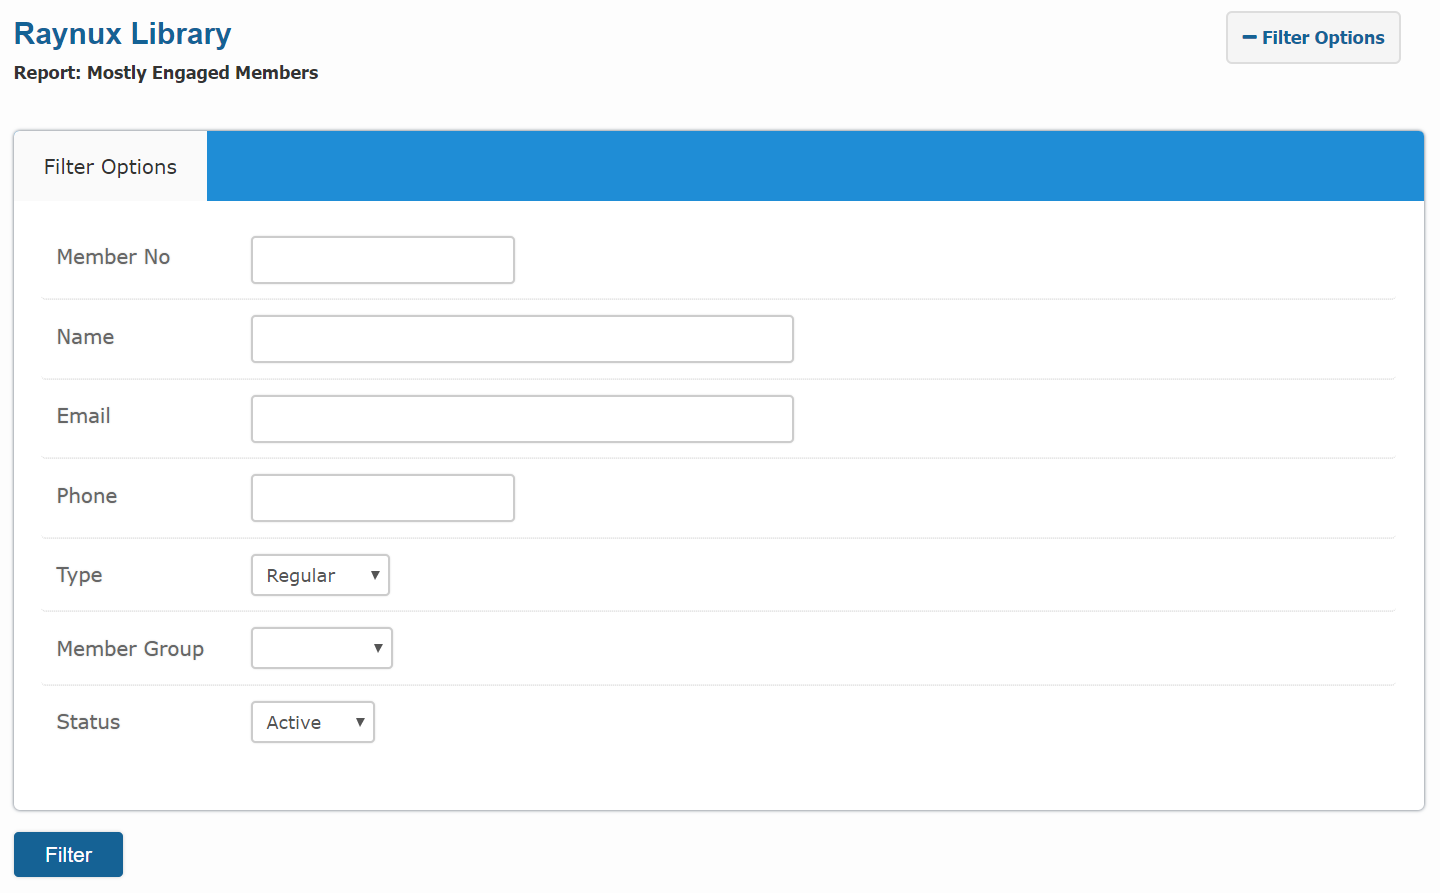 Raynux Library
Filter Options
Report: Mostly Engaged Members
Filter Options
Member No
Name
Email
Phone
Type
Regular
Member Group
Status
Active
Filter